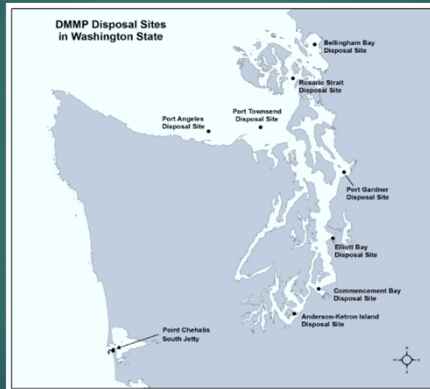 DMMP Disposal Sites
in Washington State
Bellingham Bay
Disposal Site
Rosario Strait
Disposal Site
Port Townsend
Disposal Site
Port Angeles
Disposal Site
Port Gardner
Disposal Site
Elliott Bay
Disposal Site
Commencement Bay
Disposal Site
Anderson-Ketron Island
Disposal Site
Point Chehalis
South Jetty